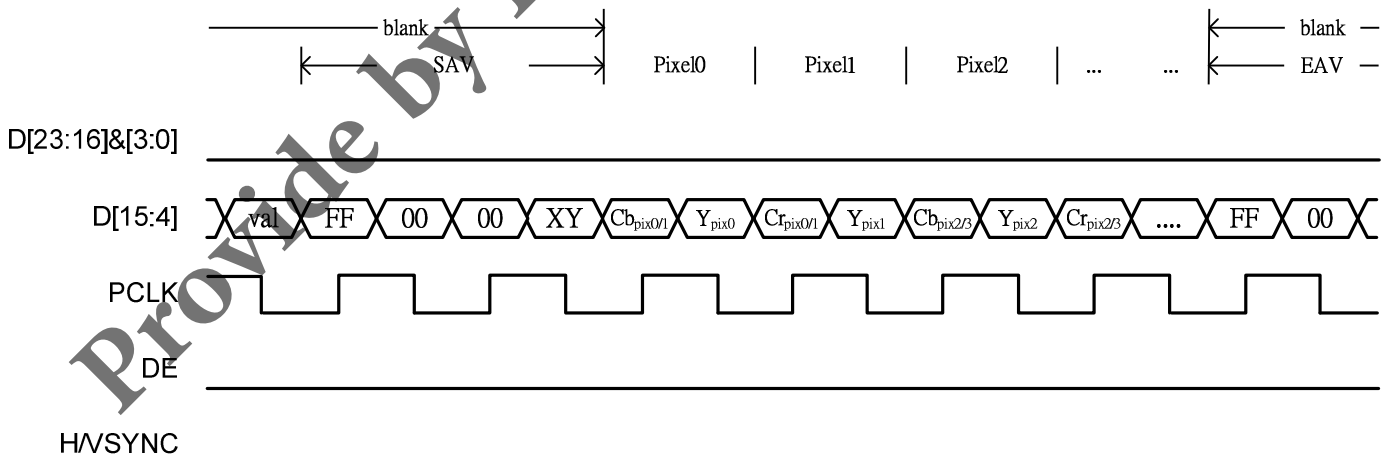 blank blank
SAV Pixel0 Pixel1 Pixel2 ... ... EAV
D[23:16]&[3:0]
D[15:4] val FF 00 00 XY Cbpix0/1 Ypix0 Crpix0/1 Ypix1 Cbpix2/3 Ypix2 Crpix2/3 .... FF 00
PCLK
DE
H/VSYNC
Provide by